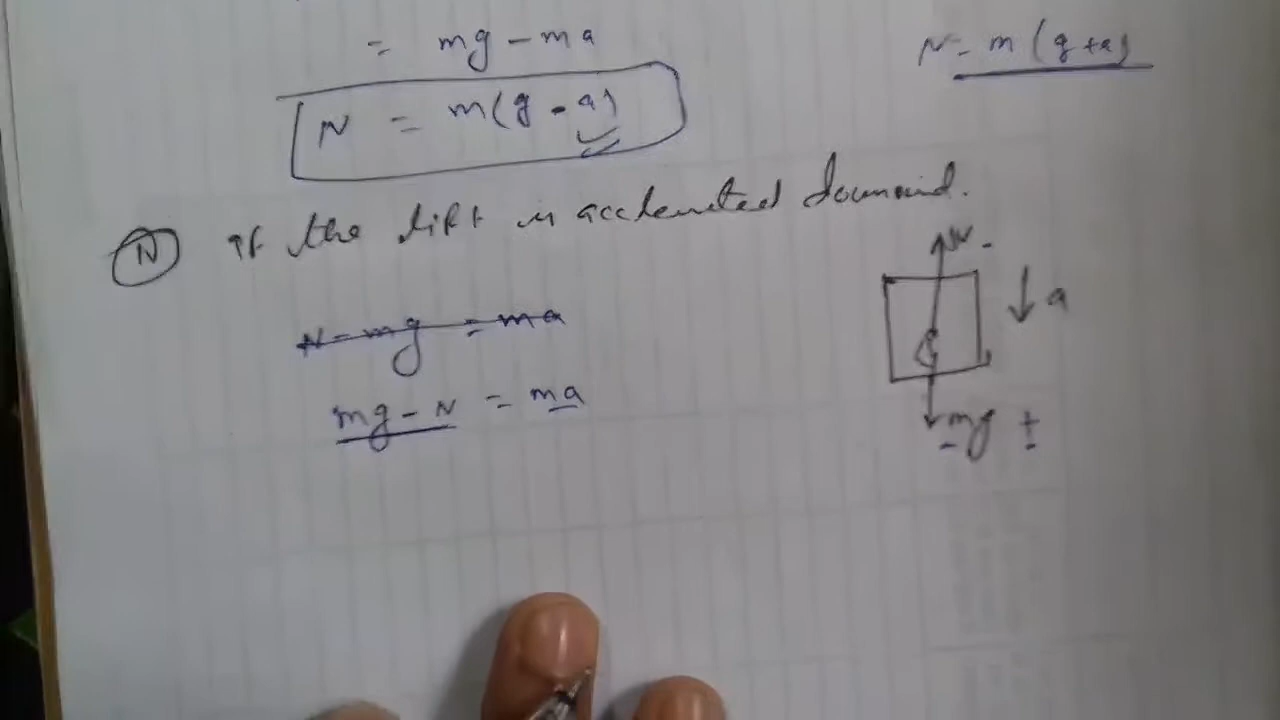 = mg - ma
N = m(g+a)
N = m(g - a)
N If the lift is accelerated downward.
N - mg = ma
mg - N = ma
N -
a
mg +
-